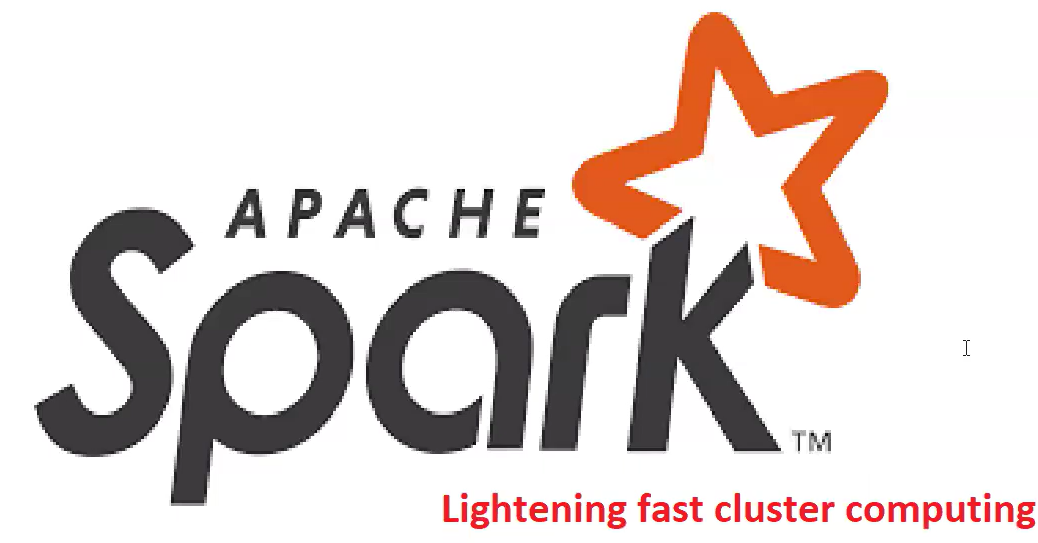 APACHE
Spark TM
Lightening fast cluster computing